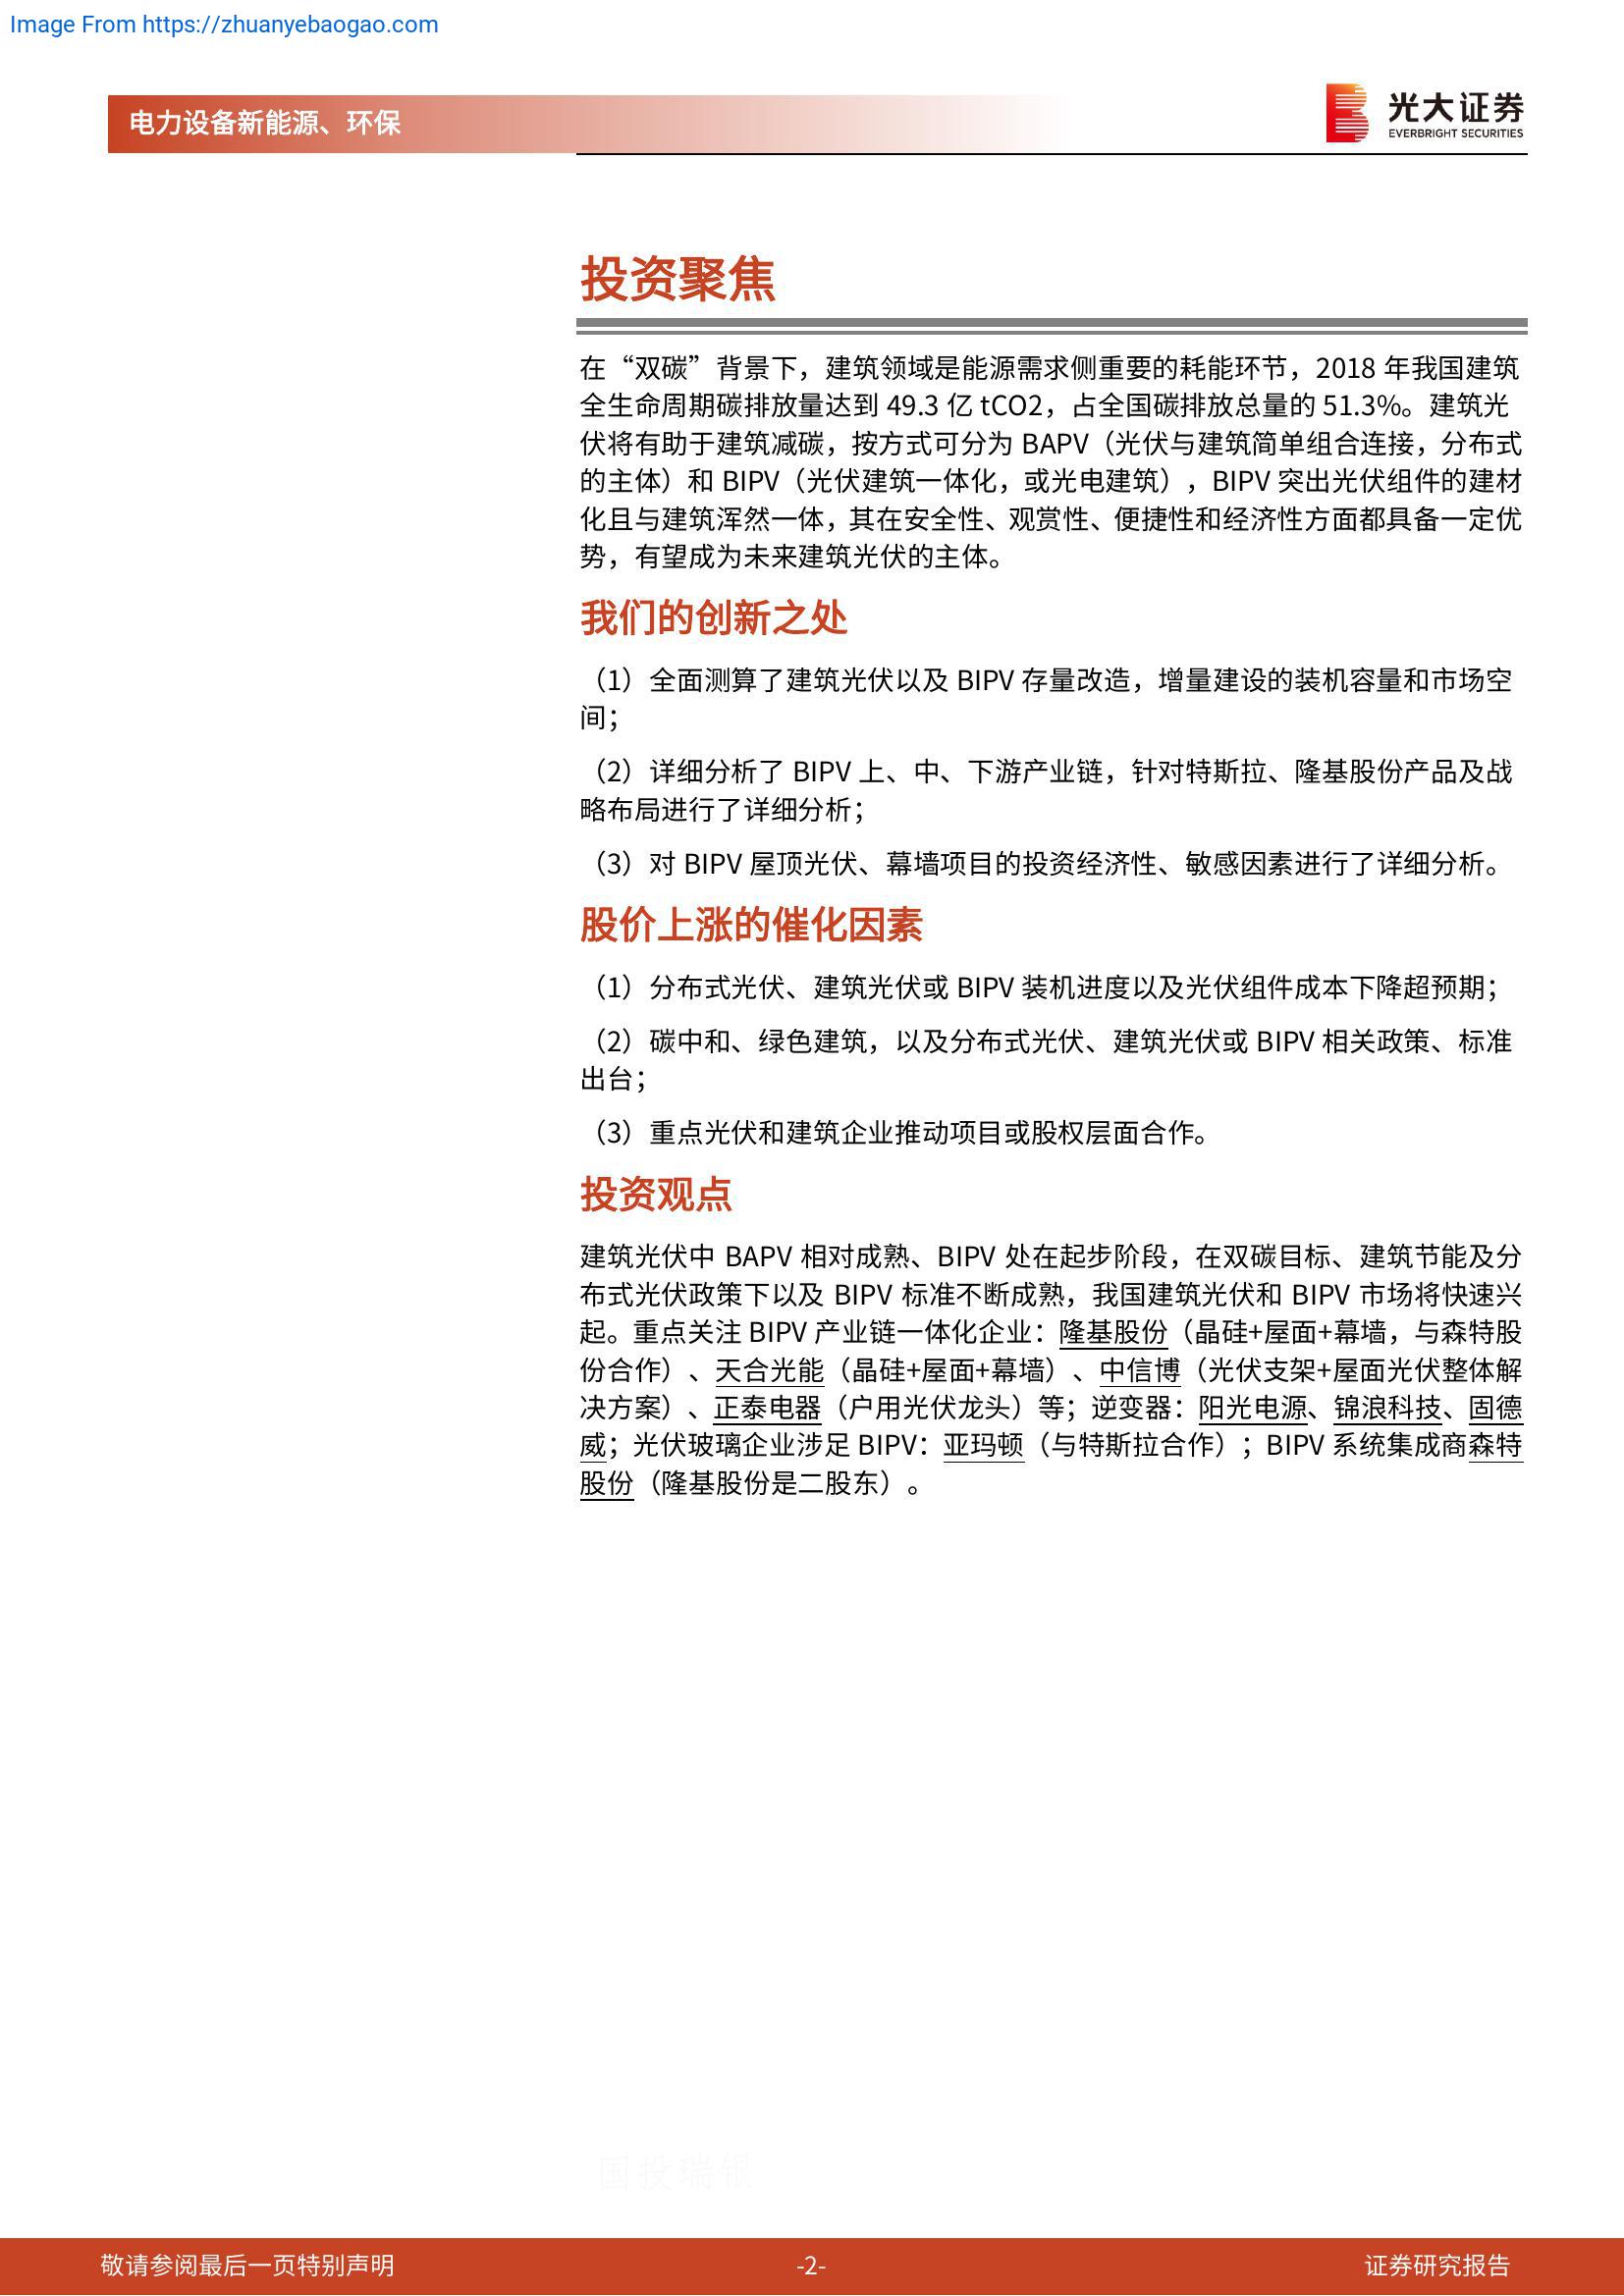 Image From https://zhuanyebaogao.com
电力设备新能源、环保
光大证券
EVERBRIGHT SECURITIES
投资聚焦
在“双碳”背景下，建筑领域是能源需求侧重要的耗能环节，2018 年我国建筑
全生命周期碳排放量达到 49.3 亿 tCO2，占全国碳排放总量的 51.3%。建筑光
伏将有助于建筑减碳，按方式可分为 BAPV（光伏与建筑简单组合连接，分布式
的主体）和 BIPV（光伏建筑一体化，或光电建筑），BIPV 突出光伏组件的建材
化且与建筑浑然一体，其在安全性、观赏性、便捷性和经济性方面都具备一定优
势，有望成为未来建筑光伏的主体。
我们的创新之处
（1）全面测算了建筑光伏以及 BIPV 存量改造，增量建设的装机容量和市场空
间；
（2）详细分析了 BIPV 上、中、下游产业链，针对特斯拉、隆基股份产品及战
略布局进行了详细分析；
（3）对 BIPV 屋顶光伏、幕墙项目的投资经济性、敏感因素进行了详细分析。
股价上涨的催化因素
（1）分布式光伏、建筑光伏或 BIPV 装机进度以及光伏组件成本下降超预期；
（2）碳中和、绿色建筑，以及分布式光伏、建筑光伏或 BIPV 相关政策、标准
出台；
（3）重点光伏和建筑企业推动项目或股权层面合作。
投资观点
建筑光伏中 BAPV 相对成熟、BIPV 处在起步阶段，在双碳目标、建筑节能及分
布式光伏政策下以及 BIPV 标准不断成熟，我国建筑光伏和 BIPV 市场将快速兴
起。重点关注 BIPV 产业链一体化企业：隆基股份（晶硅+屋面+幕墙，与森特股
份合作）、天合光能（晶硅+屋面+幕墙）、中信博（光伏支架+屋面光伏整体解
决方案）、正泰电器（户用光伏龙头）等；逆变器：阳光电源、锦浪科技、固德
威；光伏玻璃企业涉足 BIPV：亚玛顿（与特斯拉合作）；BIPV 系统集成商森特
股份（隆基股份是二股东）。
国投瑞银
敬请参阅最后一页特别声明
-2-
证券研究报告